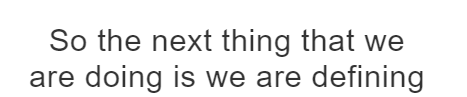 So the next thing that we
are doing is we are defining